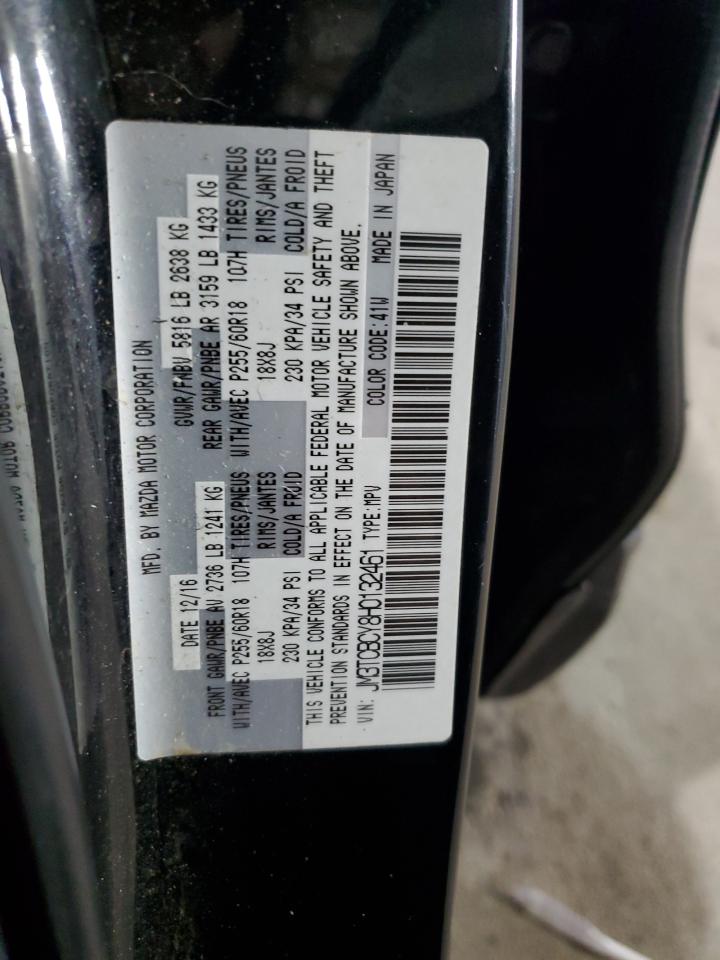 MFD. BY MAZDA MOTOR CORPORATION
DATE 12/16 GVWR/FNBV 5816 LB 2638 KG
FRONT GAWR/PNBE AV 2736 LB 1241 KG REAR GAWR/PNBE AR 3159 LB 1433 KG
WITH/AVEC P255/60R18 107H TIRES/PNEUS WITH/AVEC P255/60R18 107H TIRES/PNEUS
18X8J RIMS/JANTES 18X8J RIMS/JANTES
230 KPA/34 PSI COLD/A FROID 230 KPA/34 PSI COLD/A FROID
THIS VEHICLE CONFORMS TO ALL APPLICABLE FEDERAL MOTOR VEHICLE SAFETY AND THEFT
PREVENTION STANDARDS IN EFFECT ON THE DATE OF MANUFACTURE SHOWN ABOVE.
VIN: JM3TCBCY8H0132461 TYPE:MPV COLOR CODE:41W MADE IN JAPAN